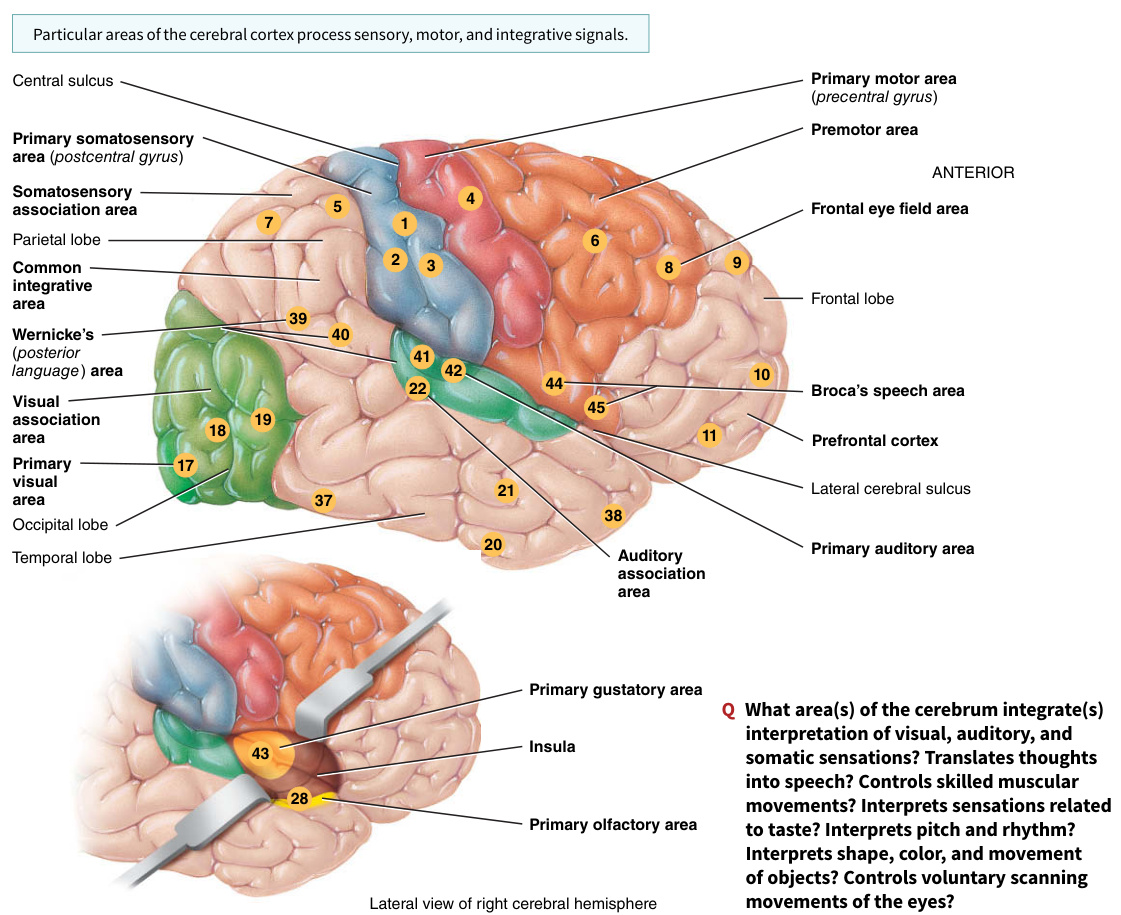 Particular areas of the cerebral cortex process sensory, motor, and integrative signals.
Central sulcus
Primary somatosensory
area (postcentral gyrus)
Somatosensory
association area
Parietal lobe
Common
integrative
area
Wernicke's
(posterior
language) area
Visual
association
area
Primary
visual
area
Occipital lobe
Temporal lobe
Primary motor area
(precentral gyrus)
Premotor area
ANTERIOR
Frontal eye field area
Frontal lobe
Broca's speech area
Prefrontal cortex
Lateral cerebral sulcus
Primary auditory area
Auditory
association
area
7
5
1
4
2
3
6
8
9
39
40
41
42
22
44
45
10
11
18
19
17
37
21
38
20
43
28
Primary gustatory area
Insula
Primary olfactory area
Lateral view of right cerebral hemisphere
Q What area(s) of the cerebrum integrate(s)
interpretation of visual, auditory, and
somatic sensations? Translates thoughts
into speech? Controls skilled muscular
movements? Interprets sensations related
to taste? Interprets pitch and rhythm?
Interprets shape, color, and movement
of objects? Controls voluntary scanning
movements of the eyes?